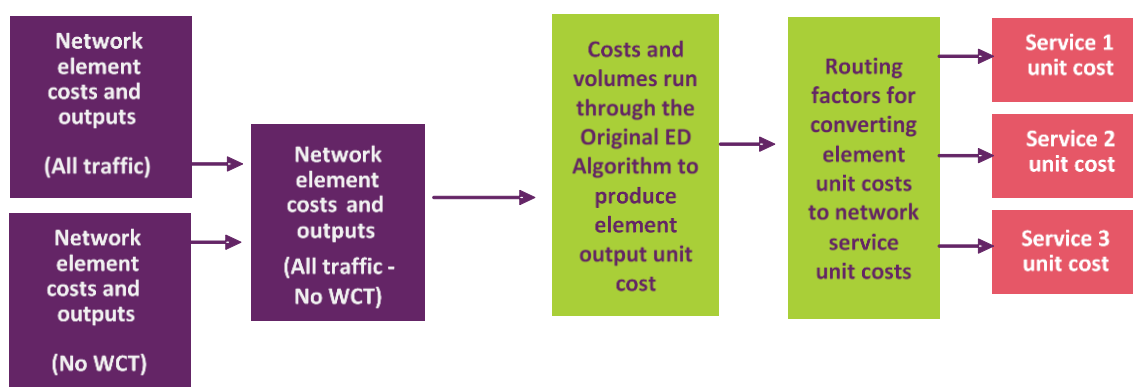 Network
element
costs and
outputs
(All traffic)
Network
element
costs and
outputs
(No WCT)
Network
element
costs and
outputs
(All traffic -
No WCT)
Costs and
volumes run
through the
Original ED
Algorithm to
produce
element
output unit
cost
Routing
factors for
converting
element
unit costs
to network
service
unit costs
Service 1
unit cost
Service 2
unit cost
Service 3
unit cost